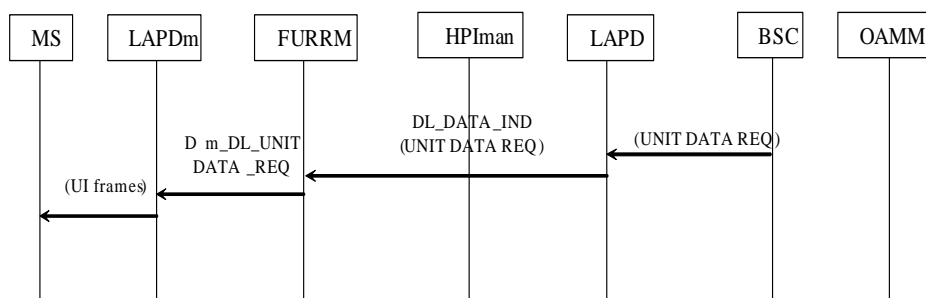 MS LAPDm FURRM HPIman LAPD BSC OAMM
DL_DATA_IND
(UNIT DATA REQ)
(UNIT DATA REQ)
D m_DL_UNIT
DATA _REQ
(UI frames)